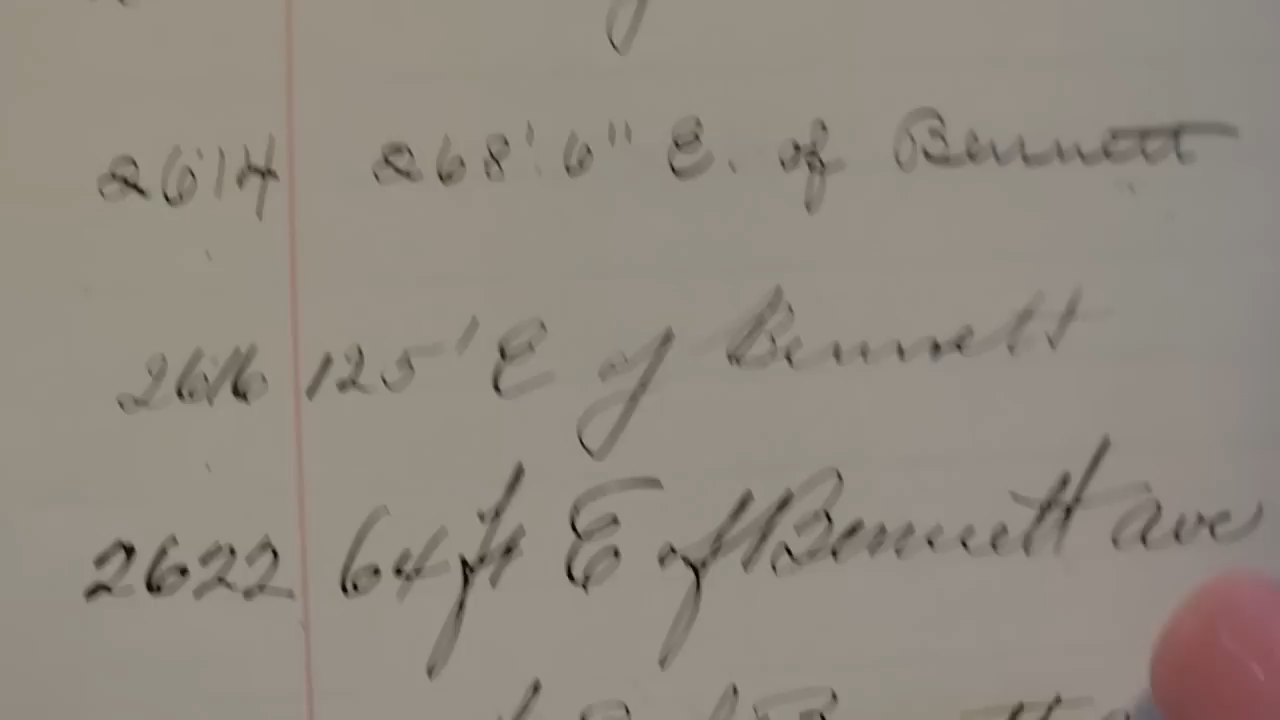 2614 268'.6" E. of Bennett
2616 125' E of Bennett
2622 64 ft E of Bennett ave